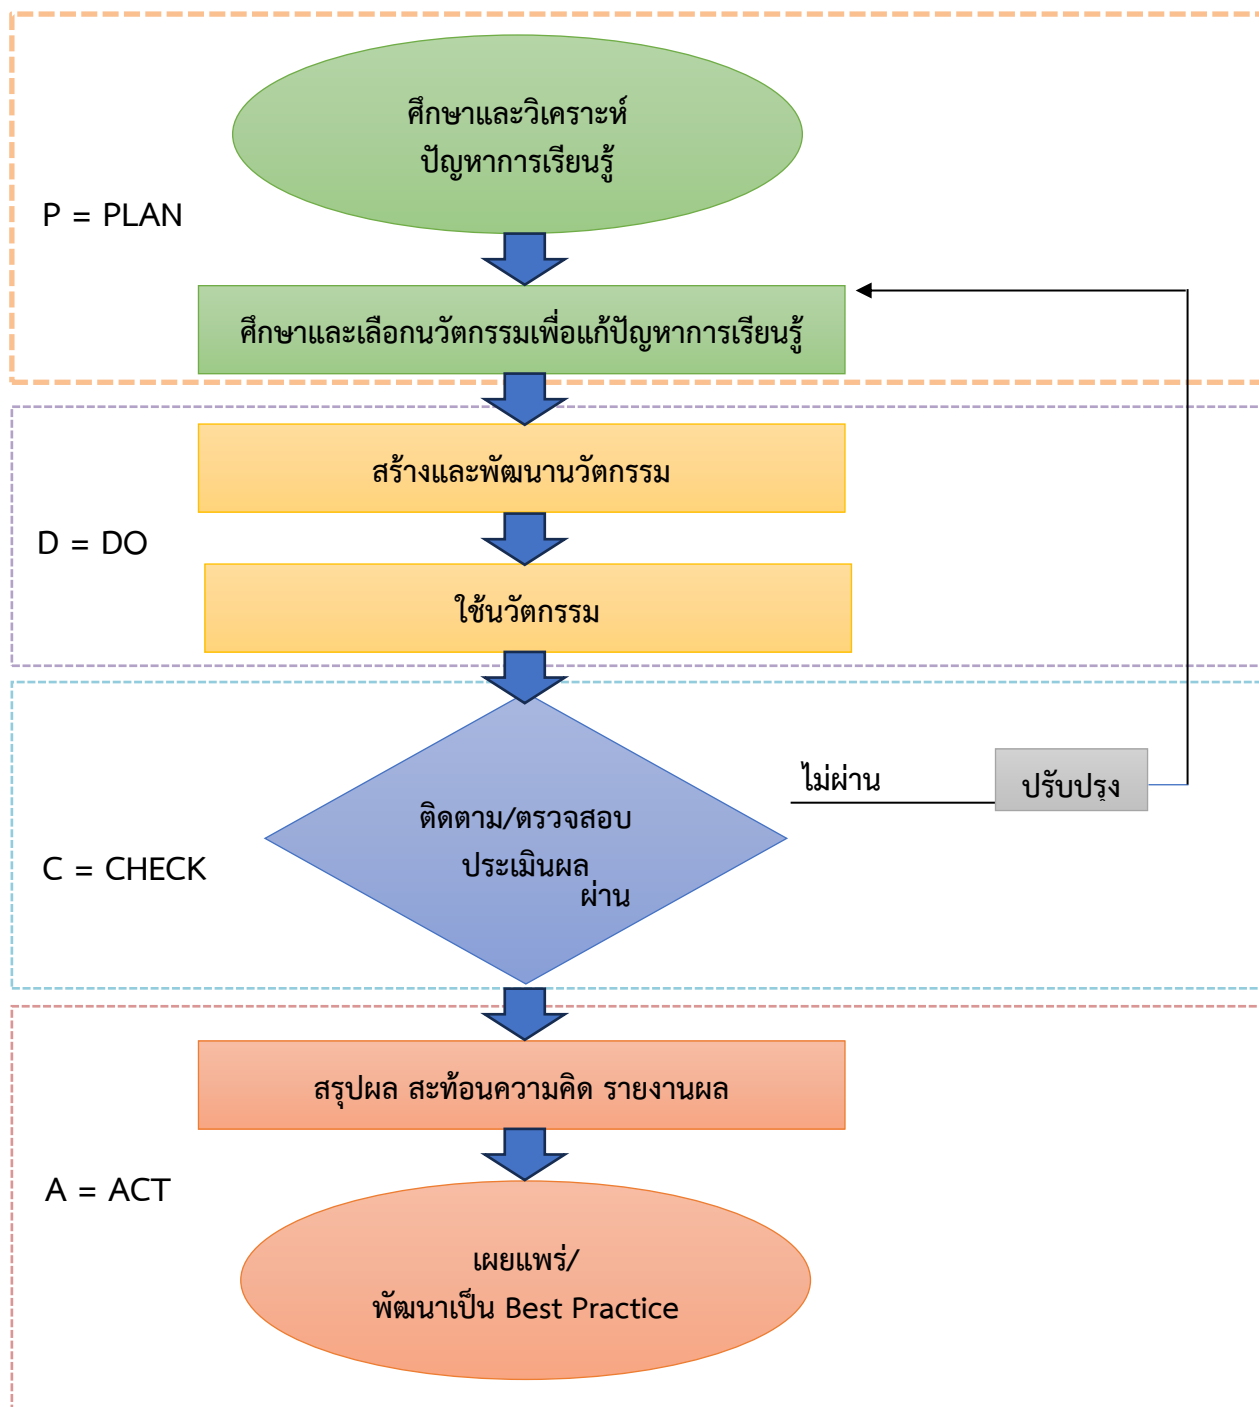 ศึกษาและวิเคราะห์
ปัญหาการเรียนรู้
P = PLAN
ศึกษาและเลือกนวัตกรรมเพื่อแก้ปัญหาการเรียนรู้
สร้างและพัฒนานวัตกรรม
D = DO
ใช้นวัตกรรม
ไม่ผ่าน
ปรับปรุง
ติดตาม/ตรวจสอบ
ประเมินผล
C = CHECK
ผ่าน
สรุปผล สะท้อนความคิด รายงานผล
A = ACT
เผยแพร่/
พัฒนาเป็น Best Practice